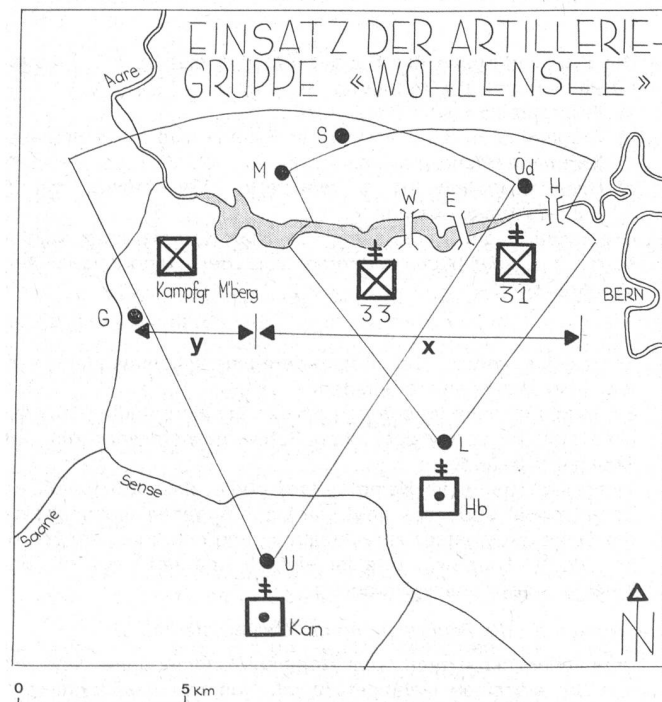 EINSATZ DER ARTILLERIE-
GRUPPE «WOHLENSEE»
Aare
S
M
Od
W
E
H
Kampfgr M'berg
33
31
BERN
G
y
x
L
Sense
Hb
Saane
U
Kan
N
0 5 Km